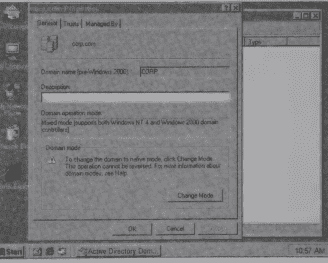 General | Trusts | Managed By
corp.com
Domain name (pre-Windows 2000): CORP
Description:
Domain operation mode:
Mixed mode (supports both Windows NT 4 and Windows 2000 domain
controllers)
Domain mode
To change the domain to native mode, click Change Mode.
This operation cannot be reversed. For more information about
domain modes, see Help.
Change Mode
OK
Cancel
Type
Start
Active Directory Dom...
10:57 AM